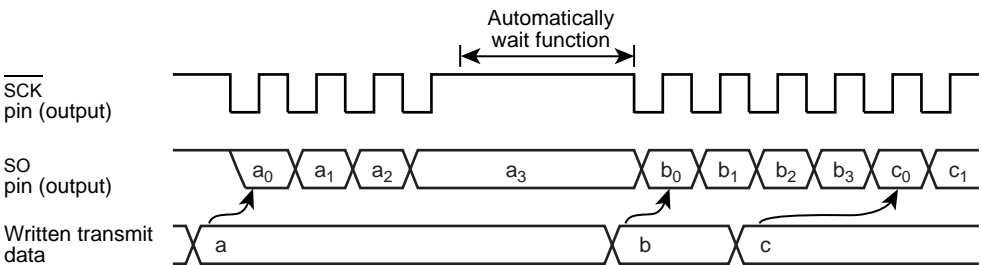 Automatically
wait function
SCK
pin (output)
SO
pin (output)
a0 a1 a2 a3 b0 b1 b2 b3 c0 c1
Written transmit
data
a b c